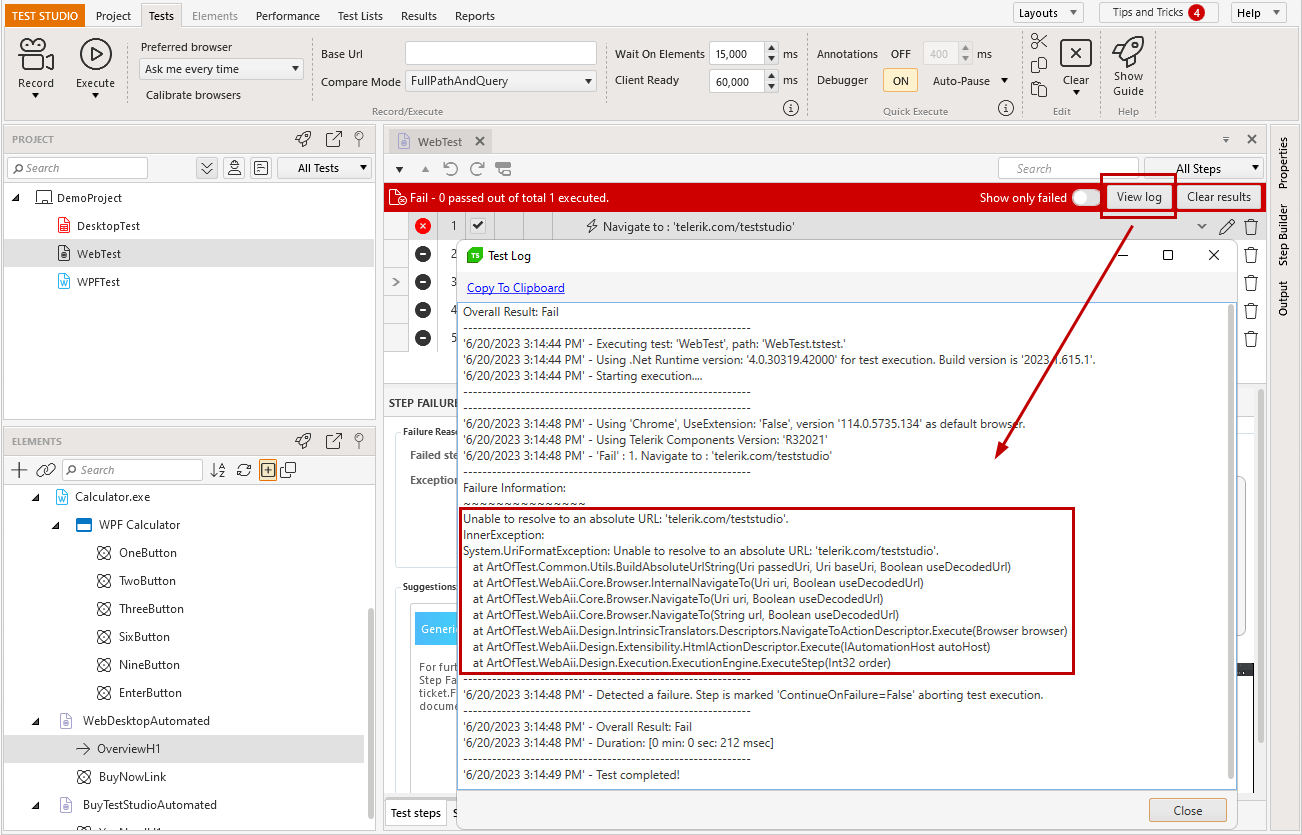 TEST STUDIO Project Tests Elements Performance Test Lists Results Reports Layouts Tips and Tricks 4 Help
Record
Execute
Preferred browser
Ask me every time
Calibrate browsers
Base Url
Compare Mode FullPathAndQuery
Record/Execute
Wait On Elements 15,000 ms
Client Ready 60,000 ms
Annotations OFF 400 ms
Debugger ON Auto-Pause
Quick Execute
Clear
Edit
Show
Guide
Help
PROJECT
Search All Tests
DemoProject
DesktopTest
WebTest
WPFTest
ELEMENTS
Search
Calculator.exe
WPF Calculator
OneButton
TwoButton
ThreeButton
SixButton
NineButton
EnterButton
WebDesktopAutomated
OverviewH1
BuyNowLink
BuyTestStudioAutomated
WebTest
Search All Steps
Fail - 0 passed out of total 1 executed. Show only failed View log Clear results
1 Navigate to : 'telerik.com/teststudio'
2
3
4
5
STEP FAILURE
Failure Reaso
Failed ste
Exception
Suggestions
Generi
For furt
Step Fa
ticket.F
docume
Test steps
Properties
Step Builder
Output
TS Test Log
Copy To Clipboard
Overall Result: Fail
------------------------------------------------------------
'6/20/2023 3:14:44 PM' - Executing test: 'WebTest', path: 'WebTest.tstest.'
'6/20/2023 3:14:44 PM' - Using .Net Runtime version: '4.0.30319.42000' for test execution. Build version is '2023.1.615.1'.
'6/20/2023 3:14:44 PM' - Starting execution....
------------------------------------------------------------
------------------------------------------------------------
'6/20/2023 3:14:48 PM' - Using 'Chrome', UseExtension: 'False', version '114.0.5735.134' as default browser.
'6/20/2023 3:14:48 PM' - Using Telerik Components Version: 'R32021'
'6/20/2023 3:14:48 PM' - 'Fail' : 1. Navigate to : 'telerik.com/teststudio'
------------------------------------------------------------
Failure Information:
~~~~~~~~~~~~~~~
Unable to resolve to an absolute URL: 'telerik.com/teststudio'.
InnerException:
System.UriFormatException: Unable to resolve to an absolute URL: 'telerik.com/teststudio'.
at ArtOfTest.Common.Utils.BuildAbsoluteUrlString(Uri passedUri, Uri baseUri, Boolean useDecodedUrl)
at ArtOfTest.WebAii.Core.Browser.InternalNavigateTo(Uri uri, Boolean useDecodedUrl)
at ArtOfTest.WebAii.Core.Browser.NavigateTo(Uri uri, Boolean useDecodedUrl)
at ArtOfTest.WebAii.Core.Browser.NavigateTo(String url, Boolean useDecodedUrl)
at ArtOfTest.WebAii.Design.IntrinsicTranslators.Descriptors.NavigateToActionDescriptor.Execute(Browser browser)
at ArtOfTest.WebAii.Design.Extensibility.HtmlActionDescriptor.Execute(IAutomationHost autoHost)
at ArtOfTest.WebAii.Design.Execution.ExecutionEngine.ExecuteStep(Int32 order)
------------------------------------------------------------
'6/20/2023 3:14:48 PM' - Detected a failure. Step is marked 'ContinueOnFailure=False' aborting test execution.
------------------------------------------------------------
'6/20/2023 3:14:48 PM' - Overall Result: Fail
'6/20/2023 3:14:48 PM' - Duration: [0 min: 0 sec: 212 msec]
------------------------------------------------------------
'6/20/2023 3:14:49 PM' - Test completed!
Close